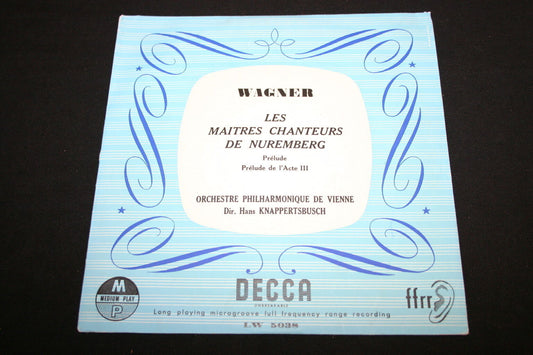 WAGNER
LES
MAITRES CHANTEURS
DE NUREMBERG
Prélude
Prélude de l'Acte III
ORCHESTRE PHILHARMONIQUE DE VIENNE
Dir. Hans KNAPPERTSBUSCH
M
MEDIUM PLAY
P
DECCA
ffrr
Long playing microgroove full frequency range recording
LW 5038